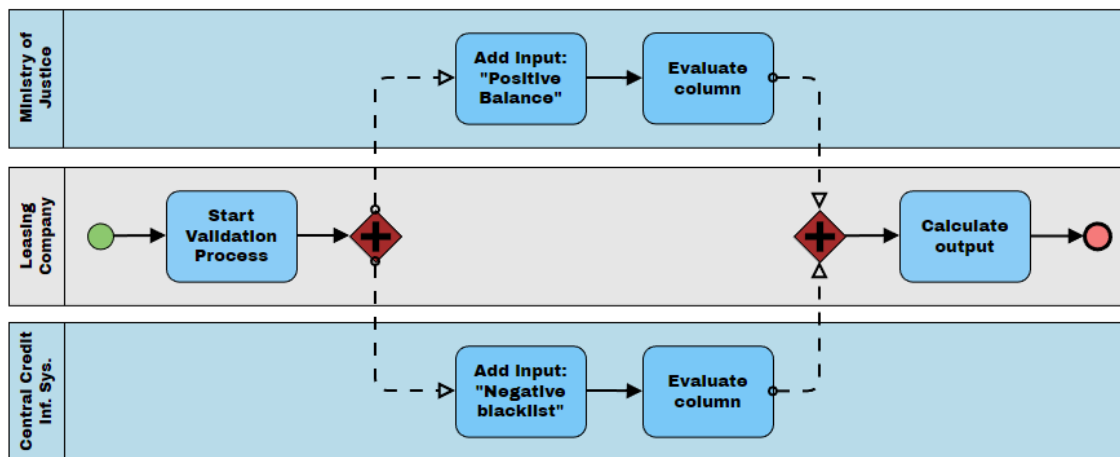 Ministry of
Justice
Add Input:
"Positive
Balance"
Evaluate
column
Leasing
Company
Start
Validation
Process
Calculate
output
Central Credit
Inf. Sys.
Add Input:
"Negative
blacklist"
Evaluate
column